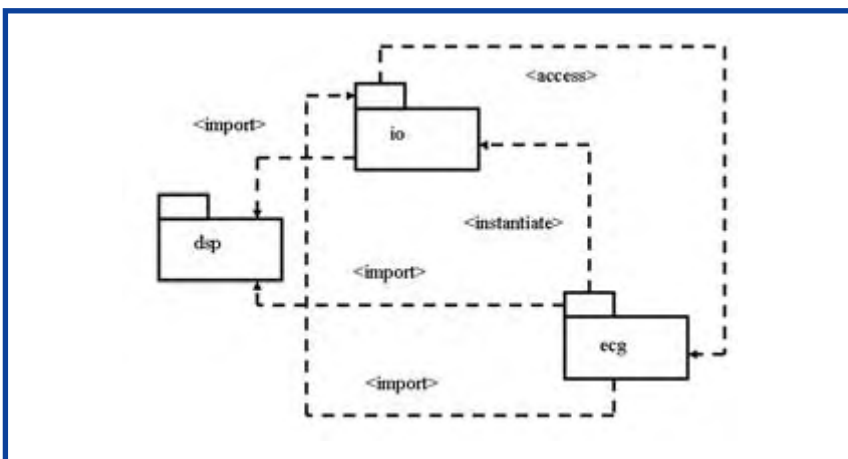 <access>
<import>
io
<instantiate>
dsp
<import>
ecg
<import>